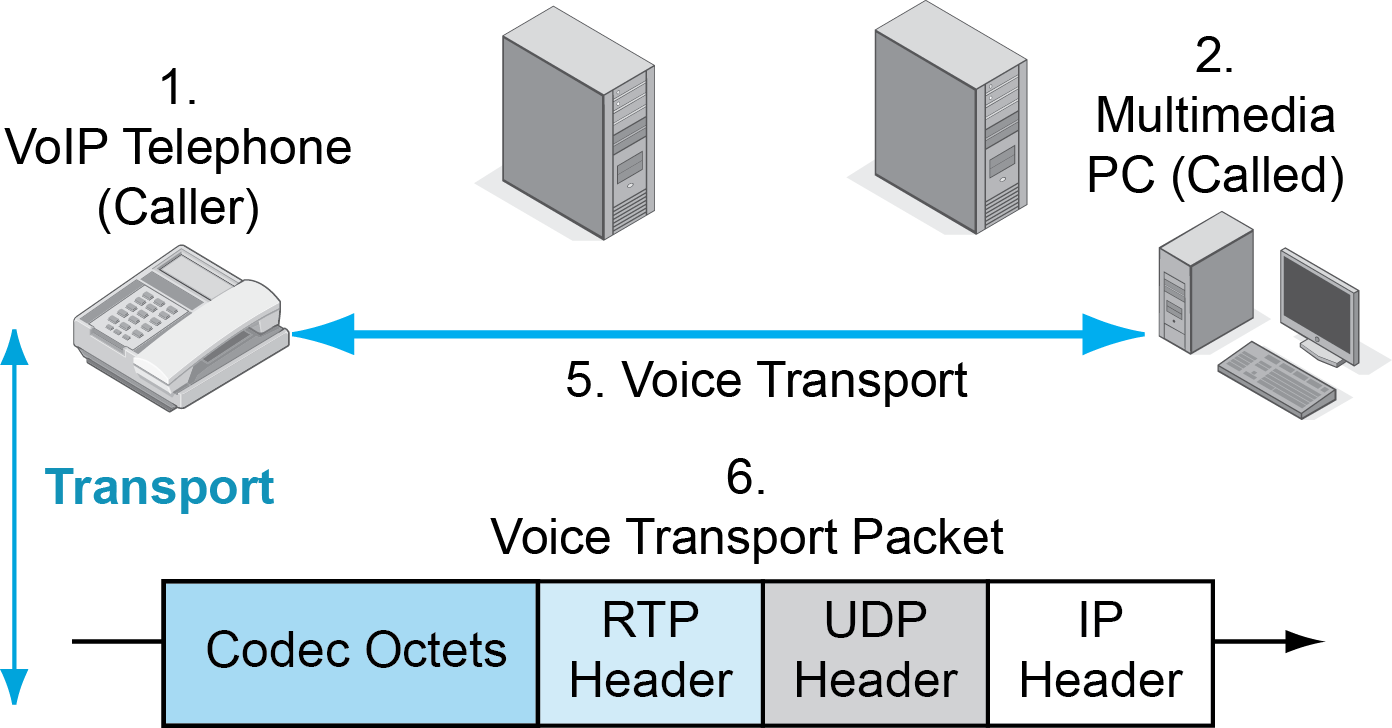 1.
VoIP Telephone
(Caller)
2.
Multimedia
PC (Called)
5. Voice Transport
Transport
6.
Voice Transport Packet
Codec Octets
RTP
Header
UDP
Header
IP
Header